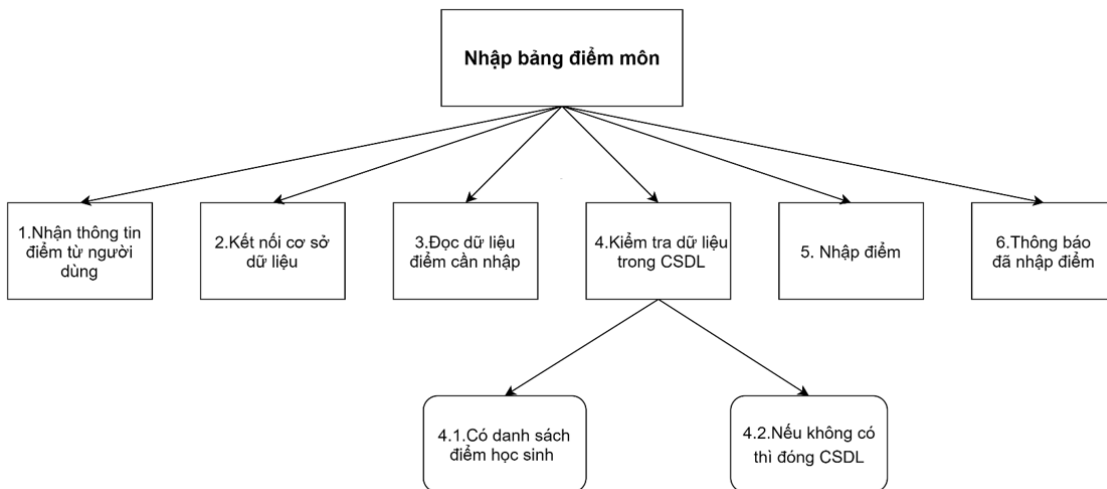 Nhập bảng điểm môn
1.Nhận thông tin
điểm từ người
dùng
2.Kết nối cơ sở
dữ liệu
3.Đọc dữ liệu
điểm cần nhập
4.Kiểm tra dữ liệu
trong CSDL
5. Nhập điểm
6.Thông báo
đã nhập điểm
4.1.Có danh sách
điểm học sinh
4.2.Nếu không có
thì đóng CSDL